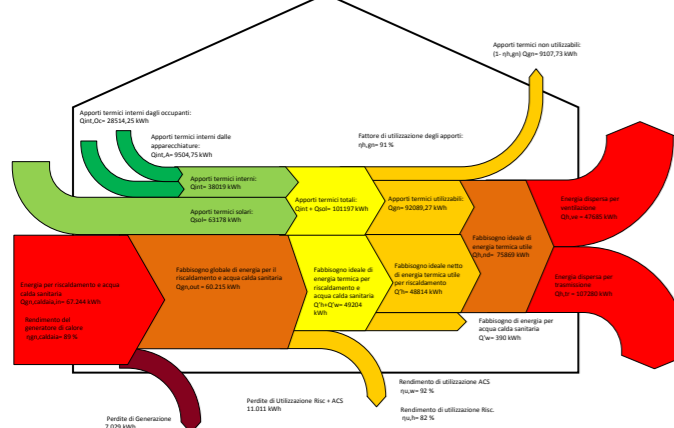 Apporti termici non utilizzabili:
(1- ηh,gn) Qgn= 9107,73 kWh
Apporti termici interni dagli occupanti:
Qint,Oc= 28514,25 kWh
Apporti termici interni dalle
apparecchiature:
Qint,A= 9504,75 kWh
Fattore di utilizzazione degli apporti:
ηh,gn= 91 %
Apporti termici interni:
Qint= 38019 kWh
Apporti termici solari:
Qsol= 63178 kWh
Apporti termici totali:
Qint + Qsol= 101197 kWh
Apporti termici utilizzabili:
Qgn= 92089,27 kWh
Energia dispersa per
ventilazione
Qh,ve = 47685 kWh
Fabbisogno ideale di
energia termica utile
Qh,nd= 75869 kWh
Energia per riscaldamento e acqua
calda sanitaria
Qgn,caldaia,in= 67.244 kWh
Rendimento del
generatore di calore
ηgn,caldaia= 89 %
Fabbisogno globale di energia per il
riscaldamento e acqua calda sanitaria
Qgn,out = 60.215 kWh
Fabbisogno ideale di
energia termica per
riscaldamento e
acqua calda sanitaria
Q'h+Q'w = 49204
kWh
Fabbisogno ideale netto
di energia termica utile
per riscaldamento
Q'h = 48814 kWh
Energia dispersa per
trasmissione
kWh
Fabbisogno di energia per
acqua calda sanitaria
Q'w = 390 kWh
Rendimento di utilizzazione ACS
ηu,w= 92 %
Perdite di Utilizzazione Risc + ACS
11.011 kWh
Rendimento di utilizzazione Risc.
ηu,h= 82 %
Perdite di Generazione
7.029 kWh